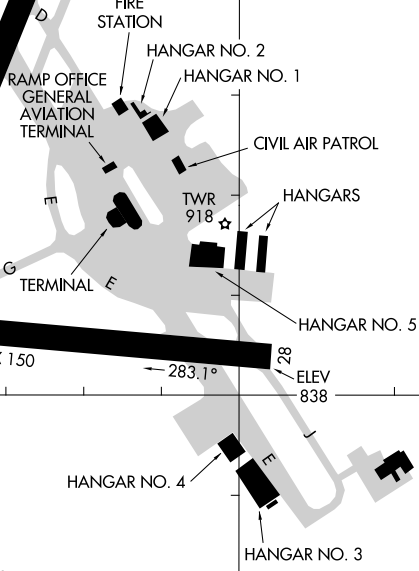 D
FIRE
STATION
HANGAR NO. 2
HANGAR NO. 1
RAMP OFFICE
GENERAL
AVIATION
TERMINAL
CIVIL AIR PATROL
E
TWR
918
HANGARS
G
TERMINAL
E
HANGAR NO. 5
150
283.1°
28
ELEV
838
J
E
HANGAR NO. 4
HANGAR NO. 3